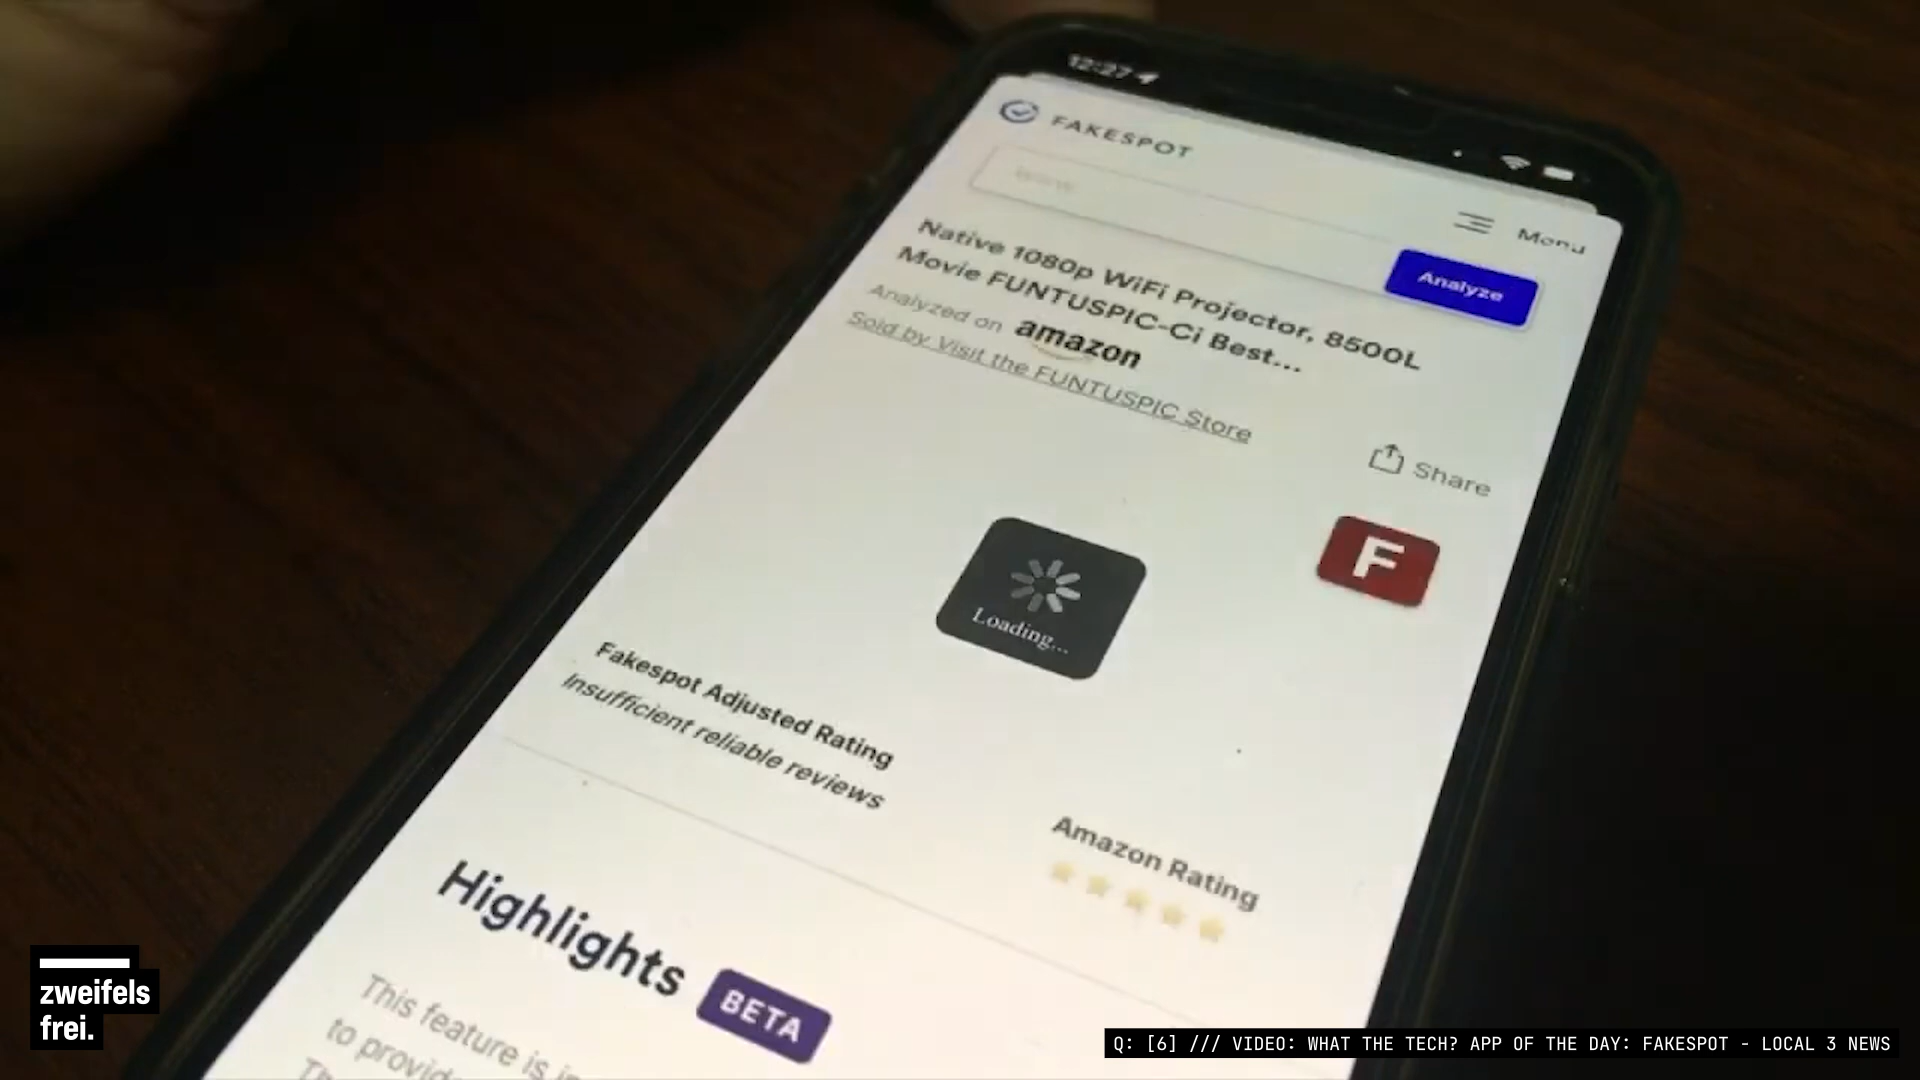 12:27
FAKESPOT
Menu
Analyze
Native 1080p WiFi Projector, 8500L
Movie FUNTUSPIC-Ci Best...
Analyzed on amazon
Sold by Visit the FUNTUSPIC Store
Share
F
Loading...
Fakespot Adjusted Rating
Insufficient reliable reviews
Amazon Rating
Highlights BETA
This feature is in
to provide
zweifels
frei.
Q: [6] /// VIDEO: WHAT THE TECH? APP OF THE DAY: FAKESPOT - LOCAL 3 NEWS